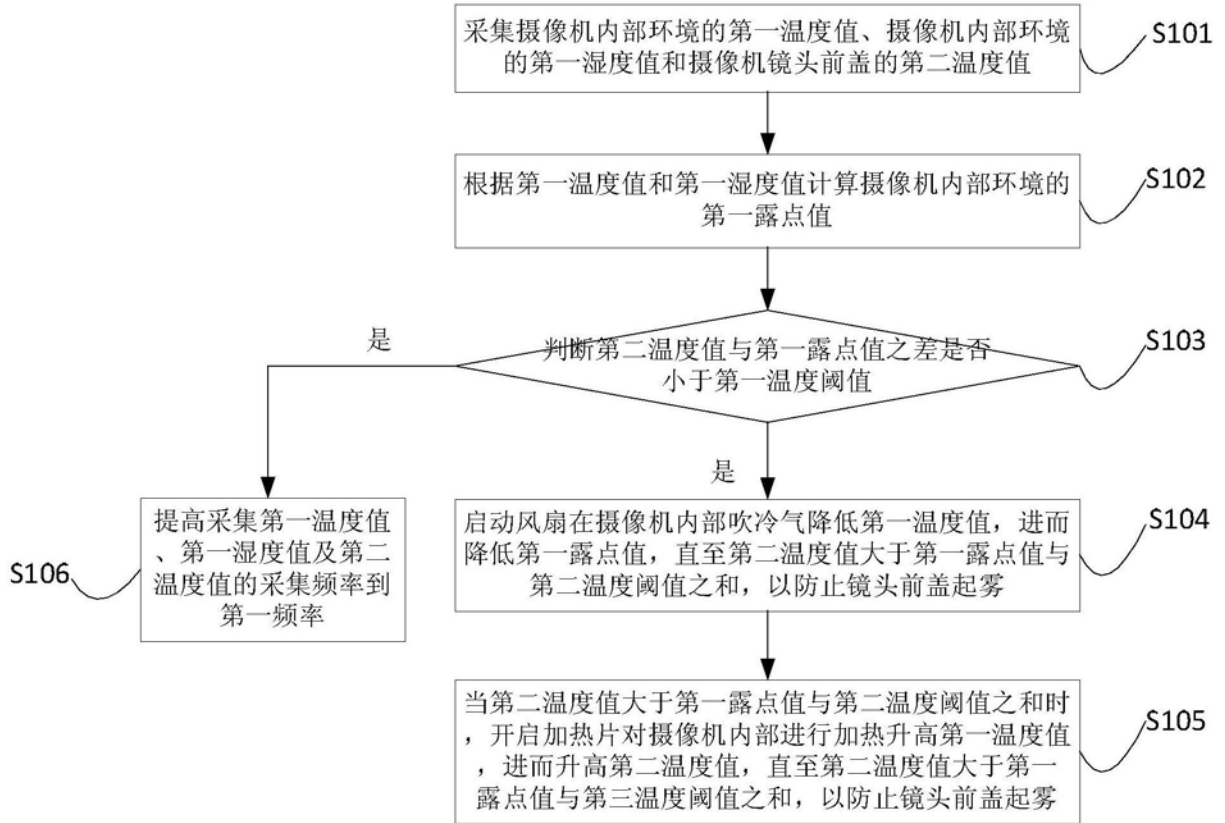 采集摄像机内部环境的第一温度值、摄像机内部环境
的第一湿度值和摄像机镜头前盖的第二温度值
S101
根据第一温度值和第一湿度值计算摄像机内部环境的
第一露点值
S102
判断第二温度值与第一露点值之差是否
小于第一温度阈值
S103
是
是
启动风扇在摄像机内部吹冷气降低第一温度值，进而
降低第一露点值，直至第二温度值大于第一露点值与
第二温度阈值之和，以防止镜头前盖起雾
S104
提高采集第一温度值
、第一湿度值及第二
温度值的采集频率到
第一频率
S106
当第二温度值大于第一露点值与第二温度阈值之和时
，开启加热片对摄像机内部进行加热升高第一温度值
，进而升高第二温度值，直至第二温度值大于第一
露点值与第三温度阈值之和，以防止镜头前盖起雾
S105